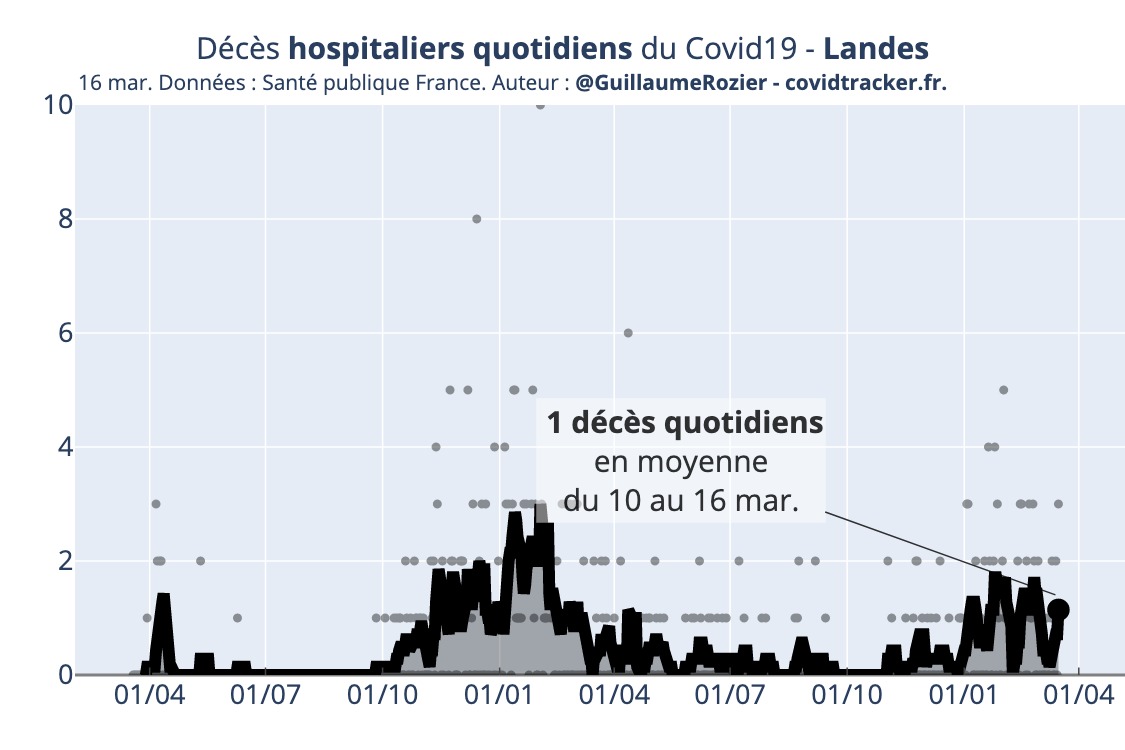 Décès hospitaliers quotidiens du Covid19 - Landes
16 mar. Données : Santé publique France. Auteur : @GuillaumeRozier - covidtracker.fr.
10
8
6
4
2
0
1 décès quotidiens
en moyenne
du 10 au 16 mar.
01/04 01/07 01/10 01/01 01/04 01/07 01/10 01/01 01/04